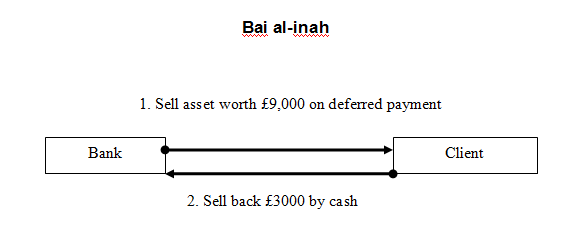 Bai al-inah
1. Sell asset worth £9,000 on deferred payment
Bank
Client
2. Sell back £3000 by cash